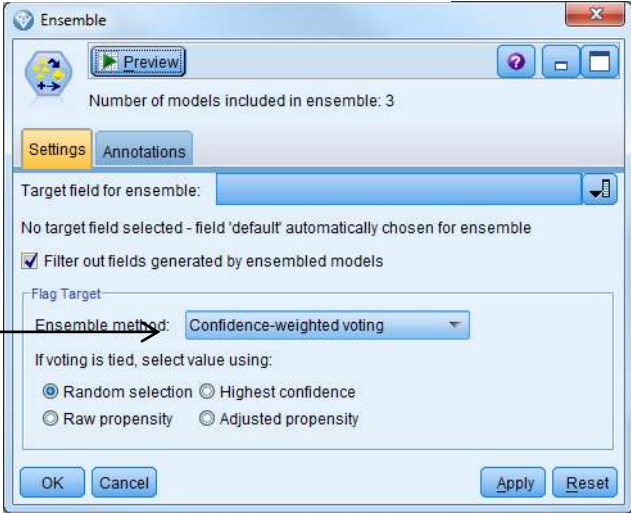 Ensemble
Preview
Number of models included in ensemble: 3
Settings Annotations
Target field for ensemble:
No target field selected - field 'default' automatically chosen for ensemble
Filter out fields generated by ensembled models
Flag Target
Ensemble method: Confidence-weighted voting
If voting is tied, select value using:
Random selection Highest confidence
Raw propensity Adjusted propensity
OK Cancel Apply Reset